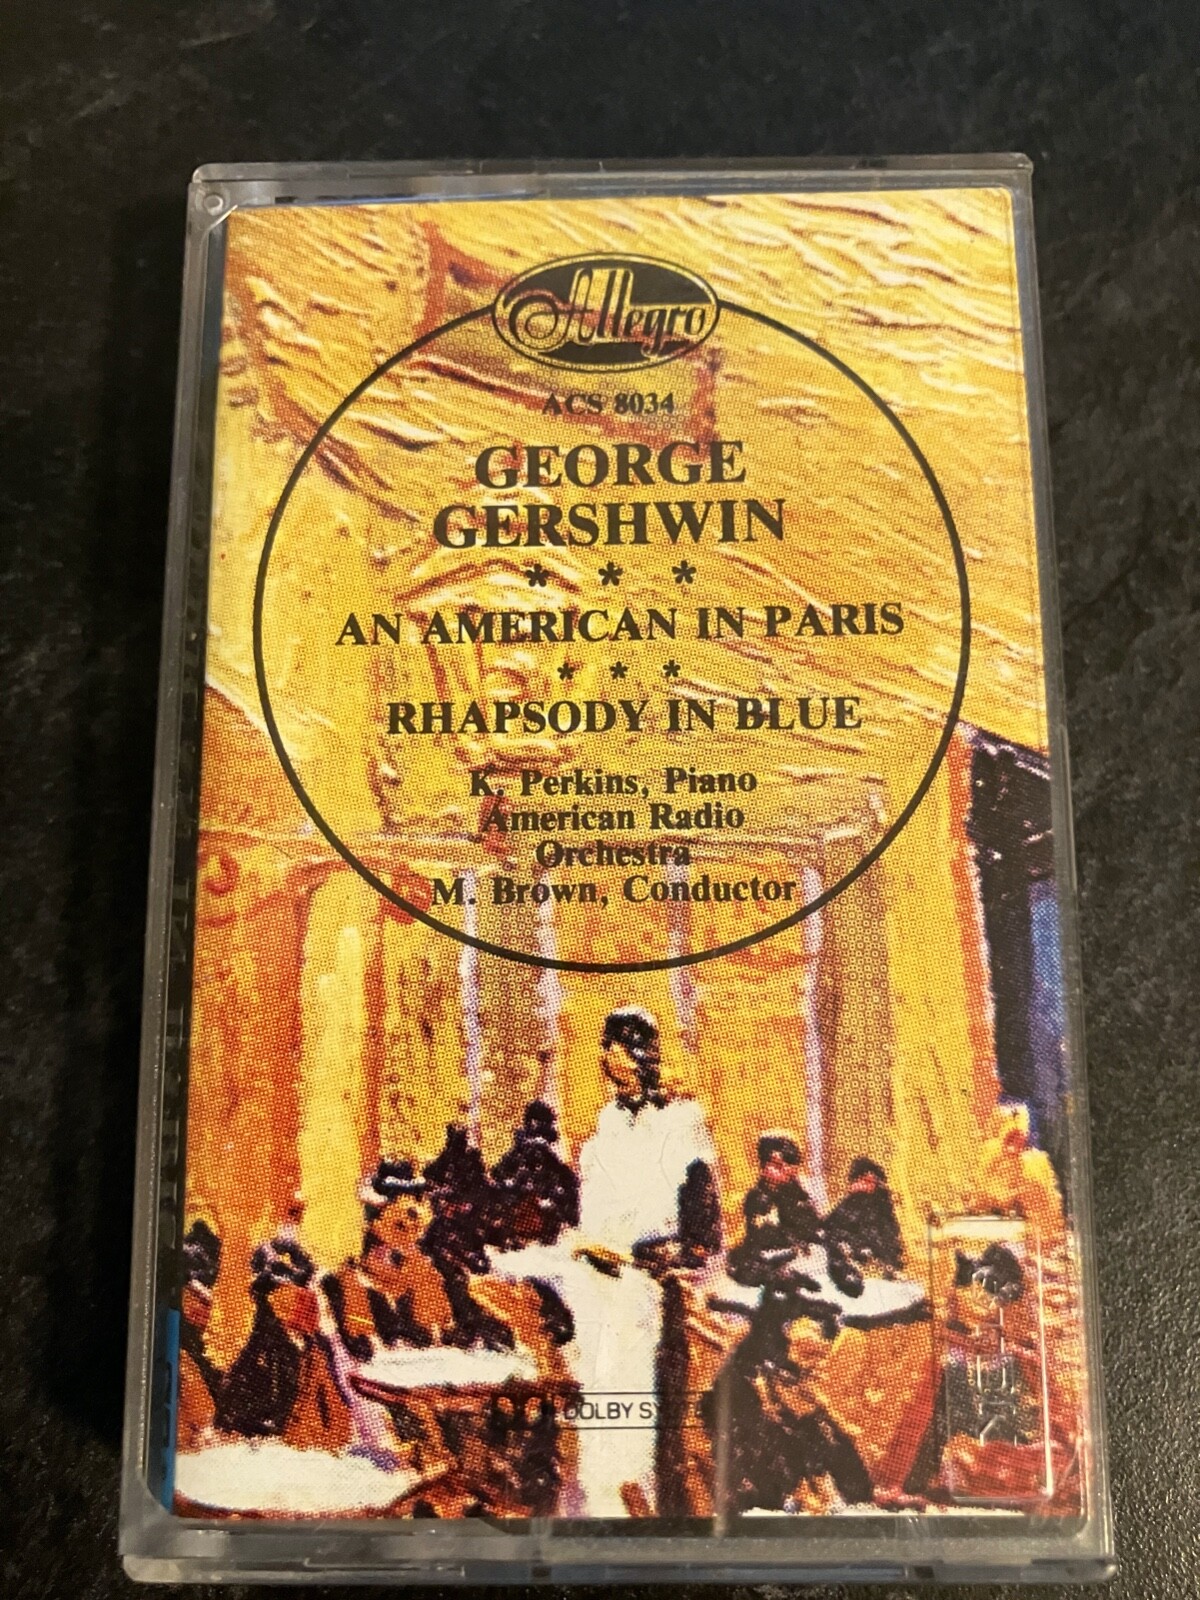 Allegro
ACS 8034
GEORGE
GERSHWIN
* * *
AN AMERICAN IN PARIS
* * *
RHAPSODY IN BLUE
K. Perkins, Piano
American Radio
Orchestra
M. Brown, Conductor
DOLBY